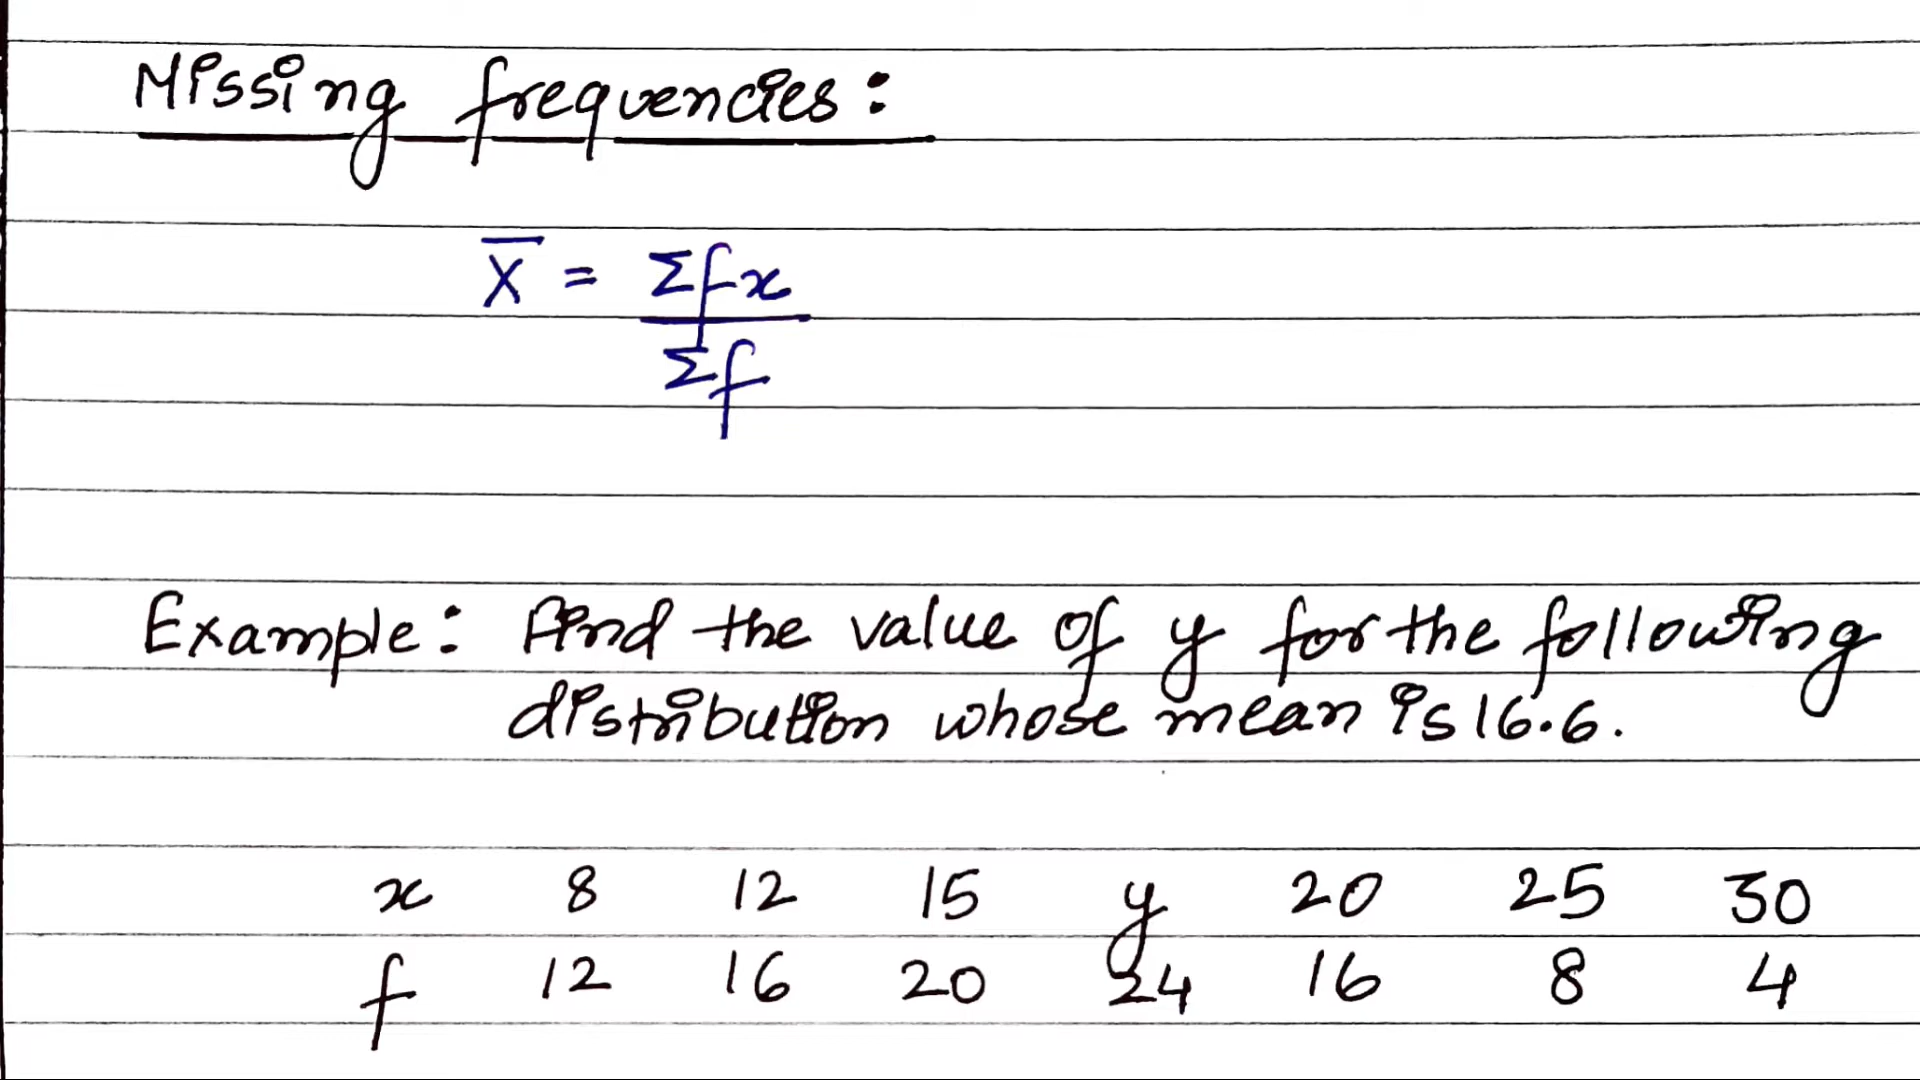 Missing frequencies:
X̄ = Σfx
Σf
Example: Find the value of y for the following
distribution whose mean is 16.6.
x 8 12 15 y 20 25 30
f 12 16 20 24 16 8 4